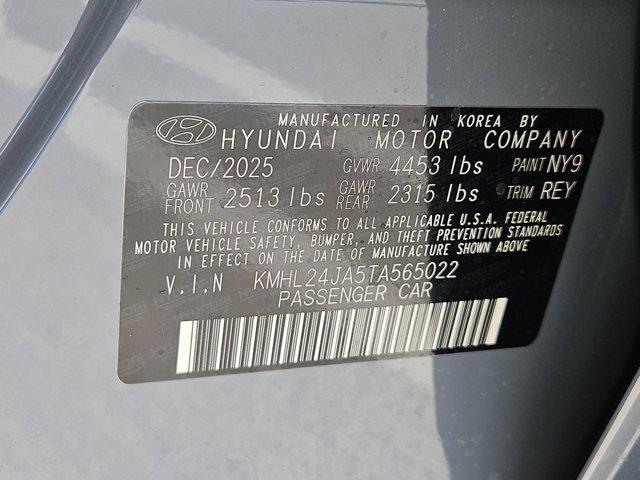 MANUFACTURED IN KOREA BY
HYUNDAI MOTOR COMPANY
DEC/2025 GVWR 4453 lbs PAINT NY9
GAWR FRONT 2513 lbs GAWR REAR 2315 lbs TRIM REY
THIS VEHICLE CONFORMS TO ALL APPLICABLE U.S.A. FEDERAL
MOTOR VEHICLE SAFETY, BUMPER, AND THEFT PREVENTION STANDARDS
IN EFFECT ON THE DATE OF MANUFACTURE SHOWN ABOVE
V.I.N KMHL24JA5TA565022
PASSENGER CAR